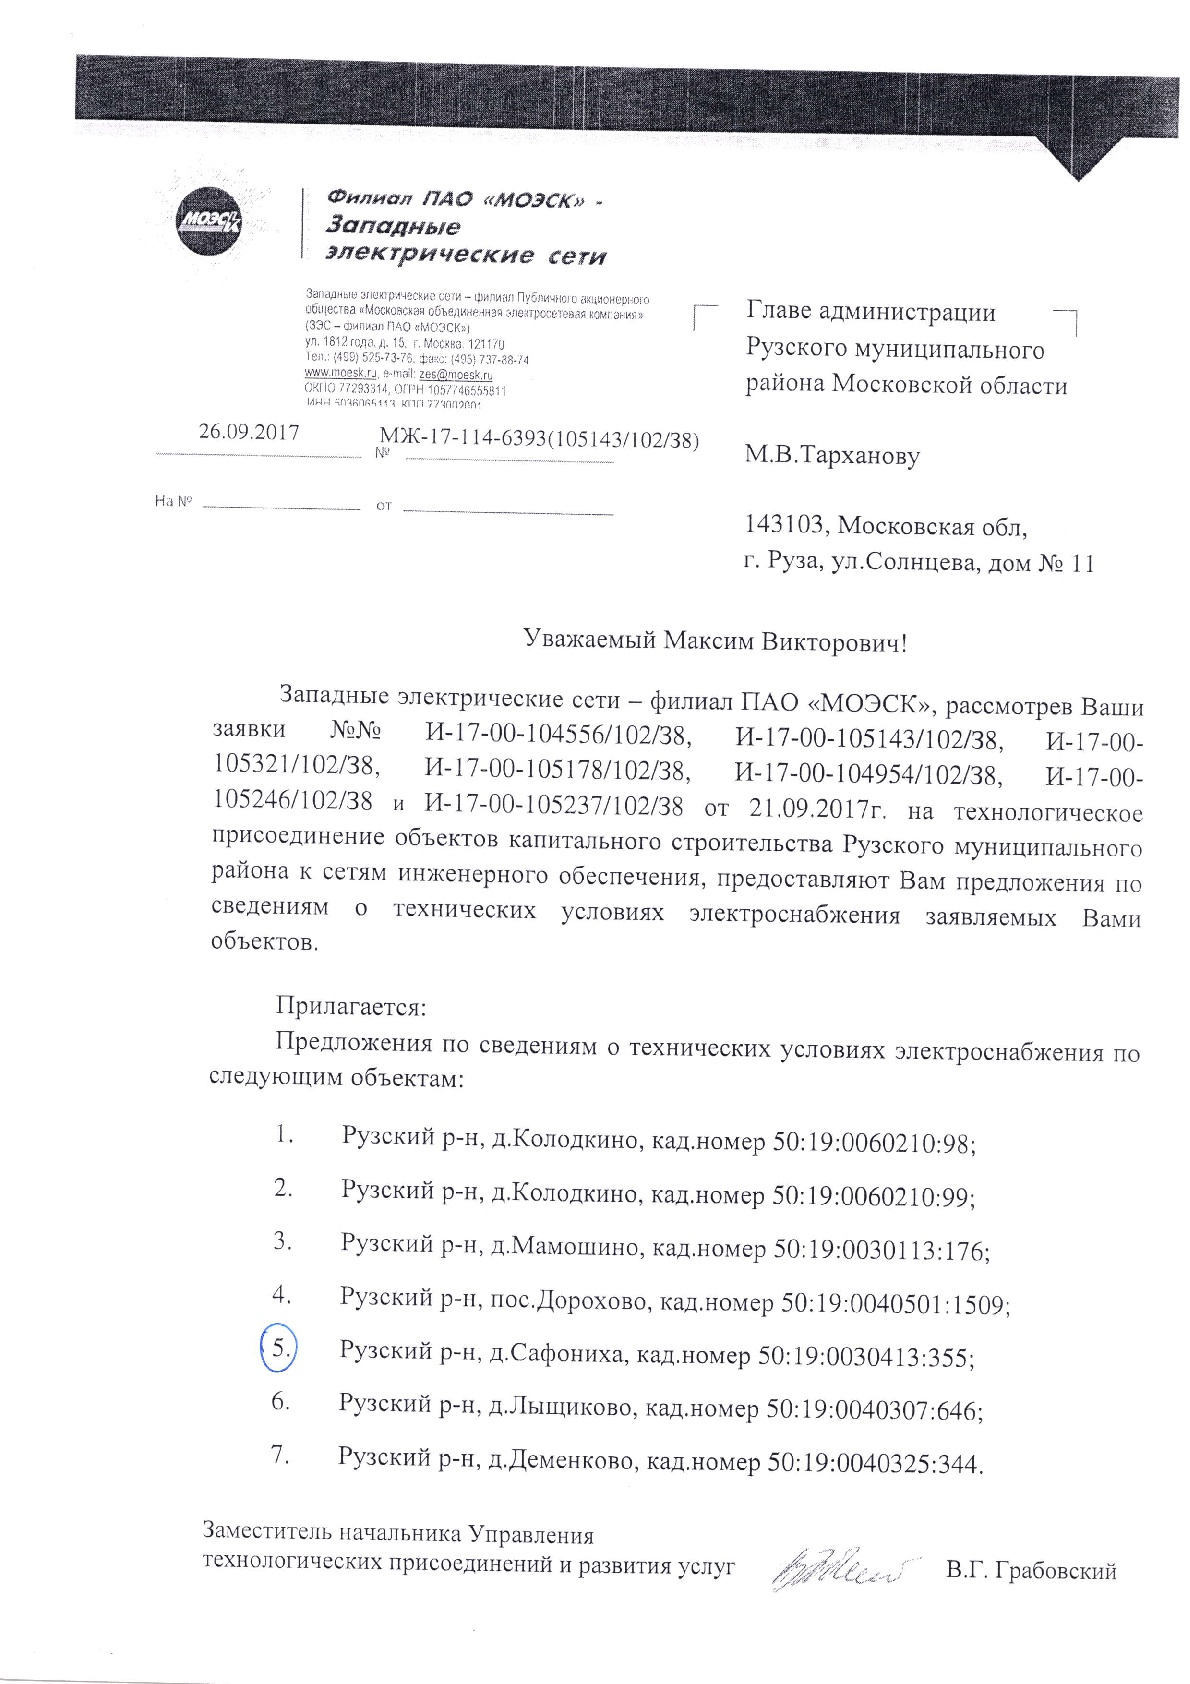 МОЭСК
Филиал ПАО «МОЭСК» -
Западные
электрические сети
Западные электрические сети – филиал Публичного акционерного
общества «Московская объединенная электросетевая компания»
(ЗЭС – филиал ПАО «МОЭСК»)
ул. 1812 года, д. 15, г. Москва, 121170
Тел.: (499) 525-73-76, факс: (495) 737-88-74
www.moesk.ru, e-mail: zes@moesk.ru
ОКПО 77293314, ОГРН 1057746555811
ИНН 5036065113, КПП 773002001
26.09.2017 МЖ-17-114-6393(105143/102/З8)
№
На № от
Главе администрации
Рузского муниципального
района Московской области
М.В.Тарханову
143103, Московская обл,
г. Руза, ул.Солнцева, дом № 11
Уважаемый Максим Викторович!
Западные электрические сети – филиал ПАО «МОЭСК», рассмотрев Ваши
заявки №№ И-17-00-104556/102/З8, И-17-00-105143/102/З8, И-17-00-
105321/102/З8, И-17-00-105178/102/З8, И-17-00-104954/102/З8, И-17-00-
105246/102/З8 и И-17-00-105237/102/З8 от 21.09.2017г. на технологическое
присоединение объектов капитального строительства Рузского муниципального
района к сетям инженерного обеспечения, предоставляют Вам предложения по
сведениям о технических условиях электроснабжения заявляемых Вами
объектов.
Прилагается:
Предложения по сведениям о технических условиях электроснабжения по
следующим объектам:
1. Рузский р-н, д.Колодкино, кад.номер 50:19:0060210:98;
2. Рузский р-н, д.Колодкино, кад.номер 50:19:0060210:99;
3. Рузский р-н, д.Мамошино, кад.номер 50:19:0030113:176;
4. Рузский р-н, пос.Дорохово, кад.номер 50:19:0040501:1509;
5. Рузский р-н, д.Сафониха, кад.номер 50:19:0030413:355;
6. Рузский р-н, д.Лыщиково, кад.номер 50:19:0040307:646;
7. Рузский р-н, д.Деменково, кад.номер 50:19:0040325:344.
Заместитель начальника Управления
технологических присоединений и развития услуг В.Г. Грабовский